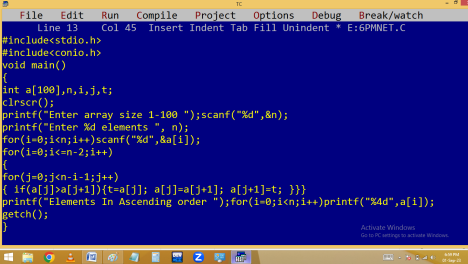 TC
File Edit Run Compile Project Options Debug Break/watch
Line 13 Col 45 Insert Indent Tab Fill Unindent * E:6PMNET.C
#include<stdio.h>
#include<conio.h>
void main()
{
int a[100],n,i,j,t;
clrscr();
printf("Enter array size 1-100 ");scanf("%d",&n);
printf("Enter %d elements ", n);
for(i=0;i<n;i++)scanf("%d",&a[i]);
for(i=0;i<=n-2;i++)
{
for(j=0;j<n-i-1;j++)
{ if(a[j]>a[j+1]){t=a[j]; a[j]=a[j+1]; a[j+1]=t; }}}
printf("Elements In Ascending order ");for(i=0;i<n;i++)printf("%4d",a[i]);
getch();
}
Activate Windows
Go to PC settings to activate Windows.